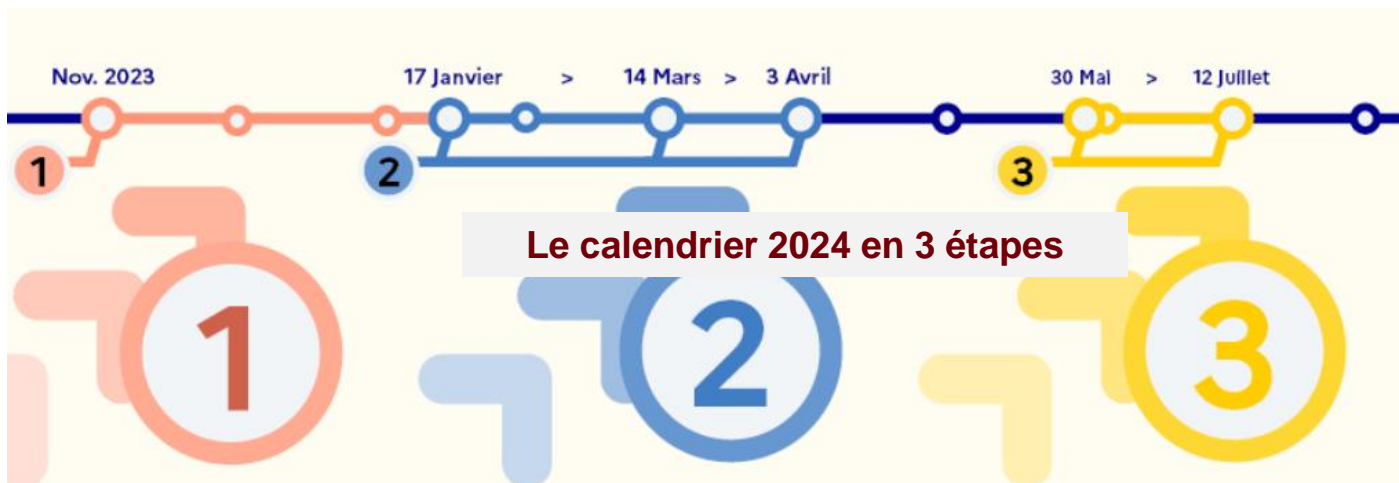 Nov. 2023 17 Janvier > 14 Mars > 3 Avril 30 Mai > 12 Juillet
1 2 3
Le calendrier 2024 en 3 étapes
1 2 3